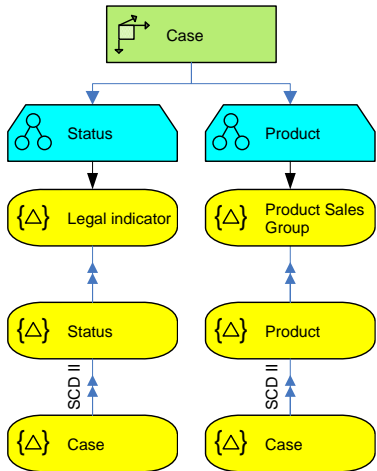 Case
Status
Product
Legal indicator
Product Sales
Group
Status
Product
SCD II
SCD II
Case
Case